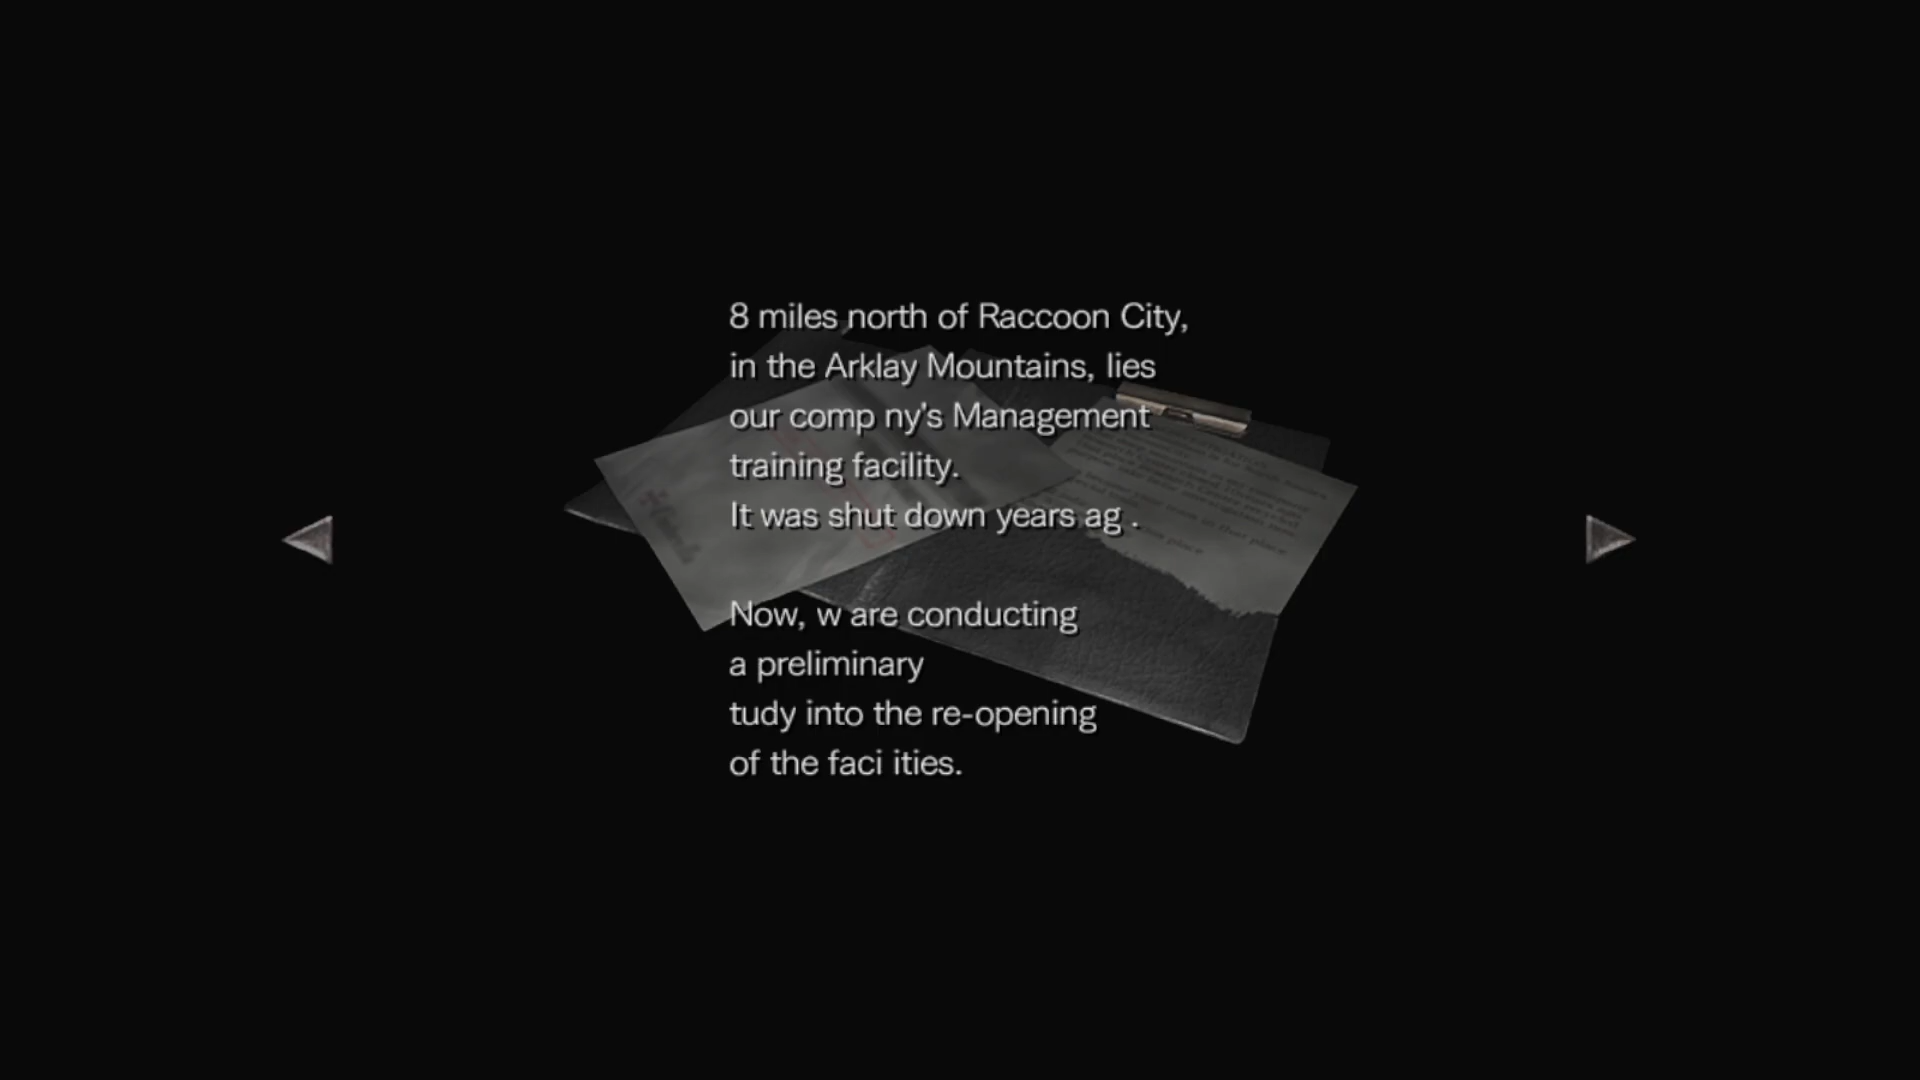 8 miles north of Raccoon City,
in the Arklay Mountains, lies
our comp ny's Management
training facility.
It was shut down years ag .
Now, w are conducting
a preliminary
tudy into the re-opening
of the faci ities.